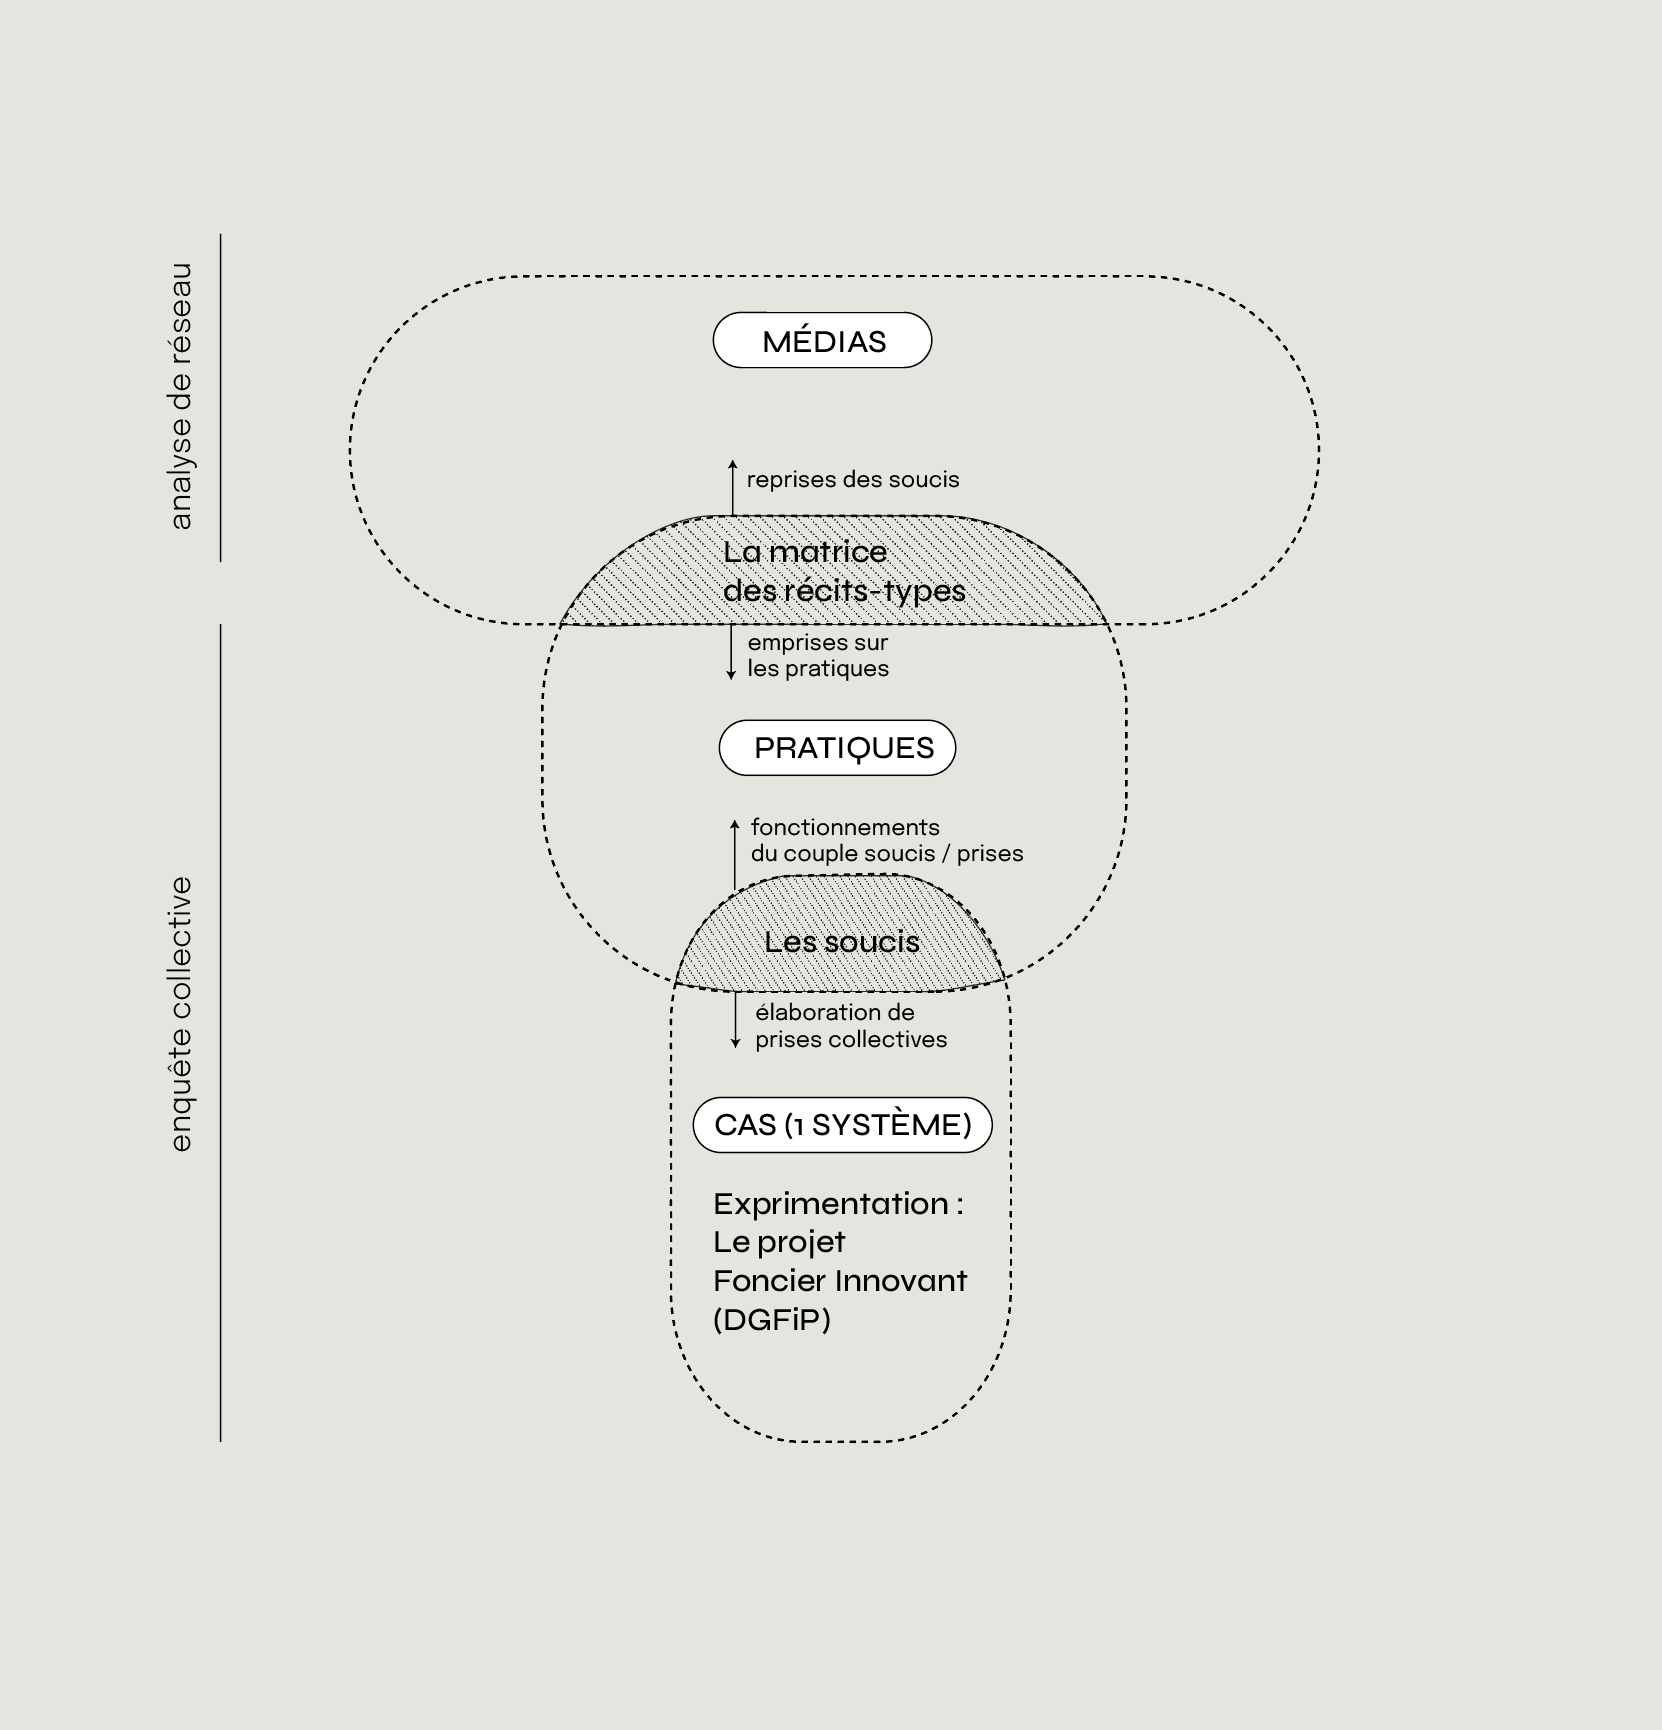 analyse de réseau
MÉDIAS
reprises des soucis
La matrice
des récits-types
emprises sur
les pratiques
enquête collective
PRATIQUES
fonctionnements
du couple soucis / prises
Les soucis
élaboration de
prises collectives
CAS (1 SYSTÈME)
Exprimentation :
Le projet
Foncier Innovant
(DGFiP)